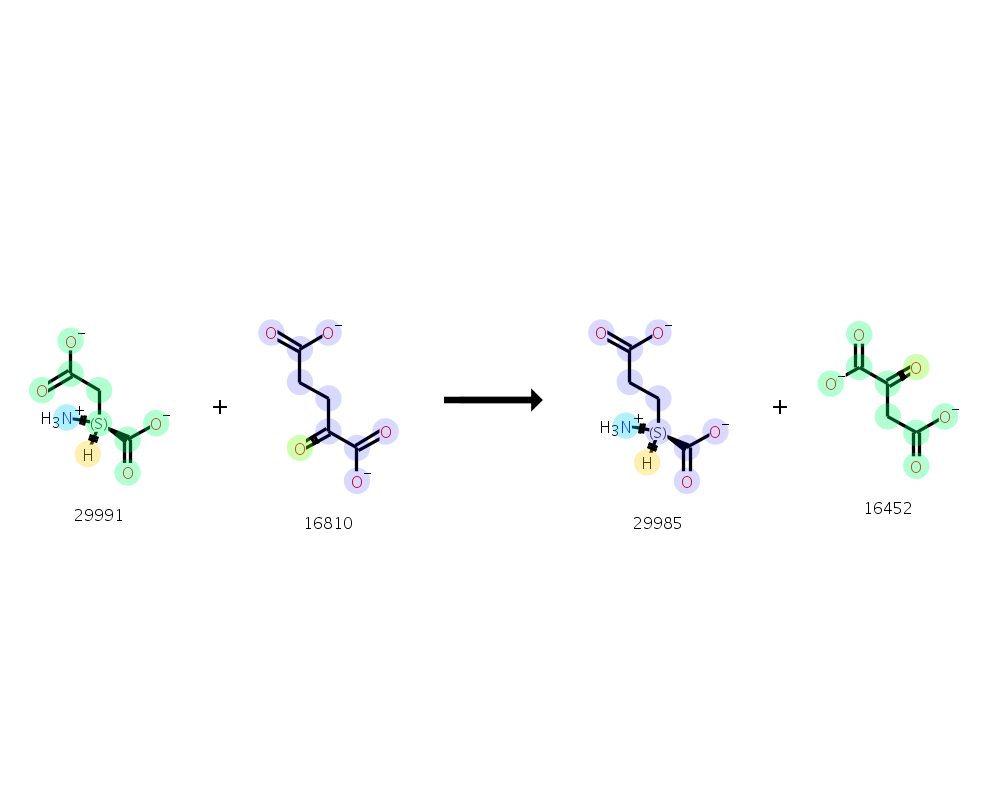 O⁻
O
H₃N⁺ (S) O⁻
H
O
29991
+
O O⁻
O O
O⁻
16810
O O⁻
H₃N⁺ (S) O⁻
H
O
29985
+
O
O⁻ O
O⁻
O
16452